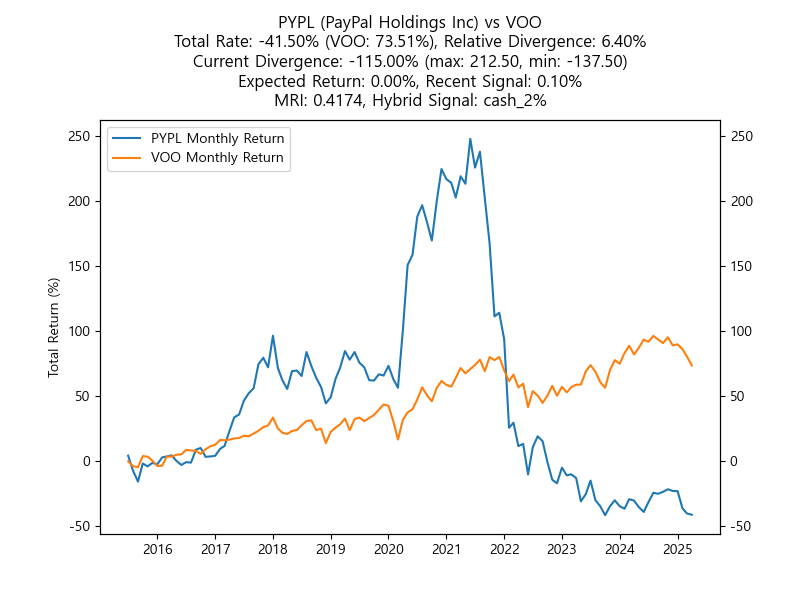 PYPL (PayPal Holdings Inc) vs VOO
Total Rate: -41.50% (VOO: 73.51%), Relative Divergence: 6.40%
Current Divergence: -115.00% (max: 212.50, min: -137.50)
Expected Return: 0.00%, Recent Signal: 0.10%
MRI: 0.4174, Hybrid Signal: cash_2%
PYPL Monthly Return
VOO Monthly Return
Total Return (%)
250 250
200 200
150 150
100 100
50 50
0 0
-50 -50
2016 2017 2018 2019 2020 2021 2022 2023 2024 2025